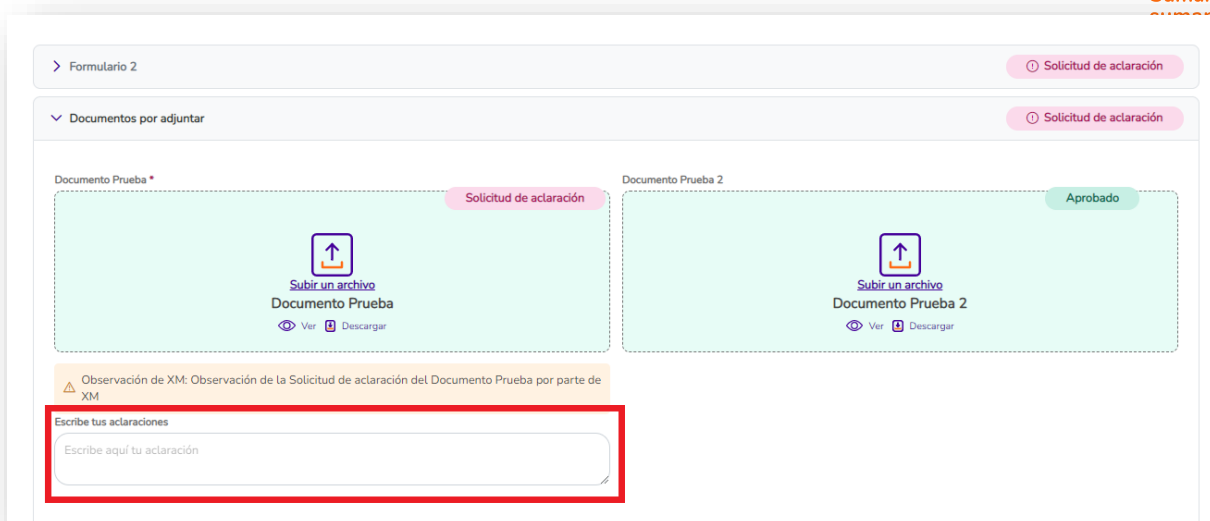 Formulario 2
Solicitud de aclaración
Documentos por adjuntar
Solicitud de aclaración
Documento Prueba *
Solicitud de aclaración
Subir un archivo
Documento Prueba
Ver Descargar
Documento Prueba 2
Aprobado
Subir un archivo
Documento Prueba 2
Ver Descargar
Observación de XM: Observación de la Solicitud de aclaración del Documento Prueba por parte de
XM
Escribe tus aclaraciones
Escribe aquí tu aclaración